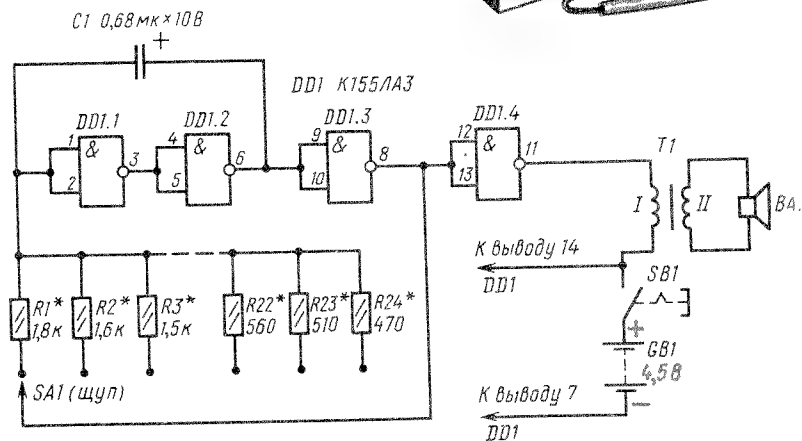 C1 0,68мк×10В
+
DD1 К155ЛА3
DD1.1
DD1.2
DD1.3
DD1.4
1
&
2
3
4
&
5
6
9
&
10
8
12
&
13
11
T1
I
II
BA.
К выводу 14
DD1
SB1
+
GB1
4,5В
–
К выводу 7
DD1
R1*
1,8к
R2*
1,6к
R3*
1,5к
R22*
560
R23*
510
R24*
470
SA1 (щуп)